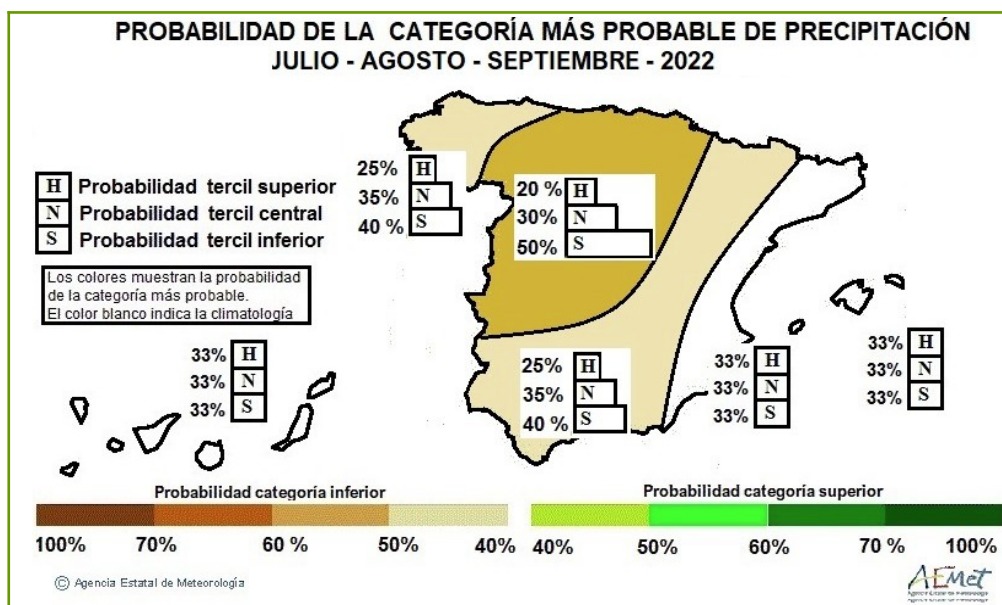 PROBABILIDAD DE LA CATEGORÍA MÁS PROBABLE DE PRECIPITACIÓN
JULIO - AGOSTO - SEPTIEMBRE - 2022
H Probabilidad tercil superior
N Probabilidad tercil central
S Probabilidad tercil inferior
Los colores muestran la probabilidad
de la categoría más probable.
El color blanco indica la climatología
25% H
35% N
40 % S
20 % H
30% N
50% S
33% H
33% N
33% S
25% H
35% N
40 % S
33% H
33% N
33% S
33% H
33% N
33% S
Probabilidad categoría inferior
100% 70% 60 % 50% 40%
Probabilidad categoría superior
40% 50% 60% 70 % 100%
© Agencia Estatal de Meteorología
AEMet
Agencia Estatal de Meteorología